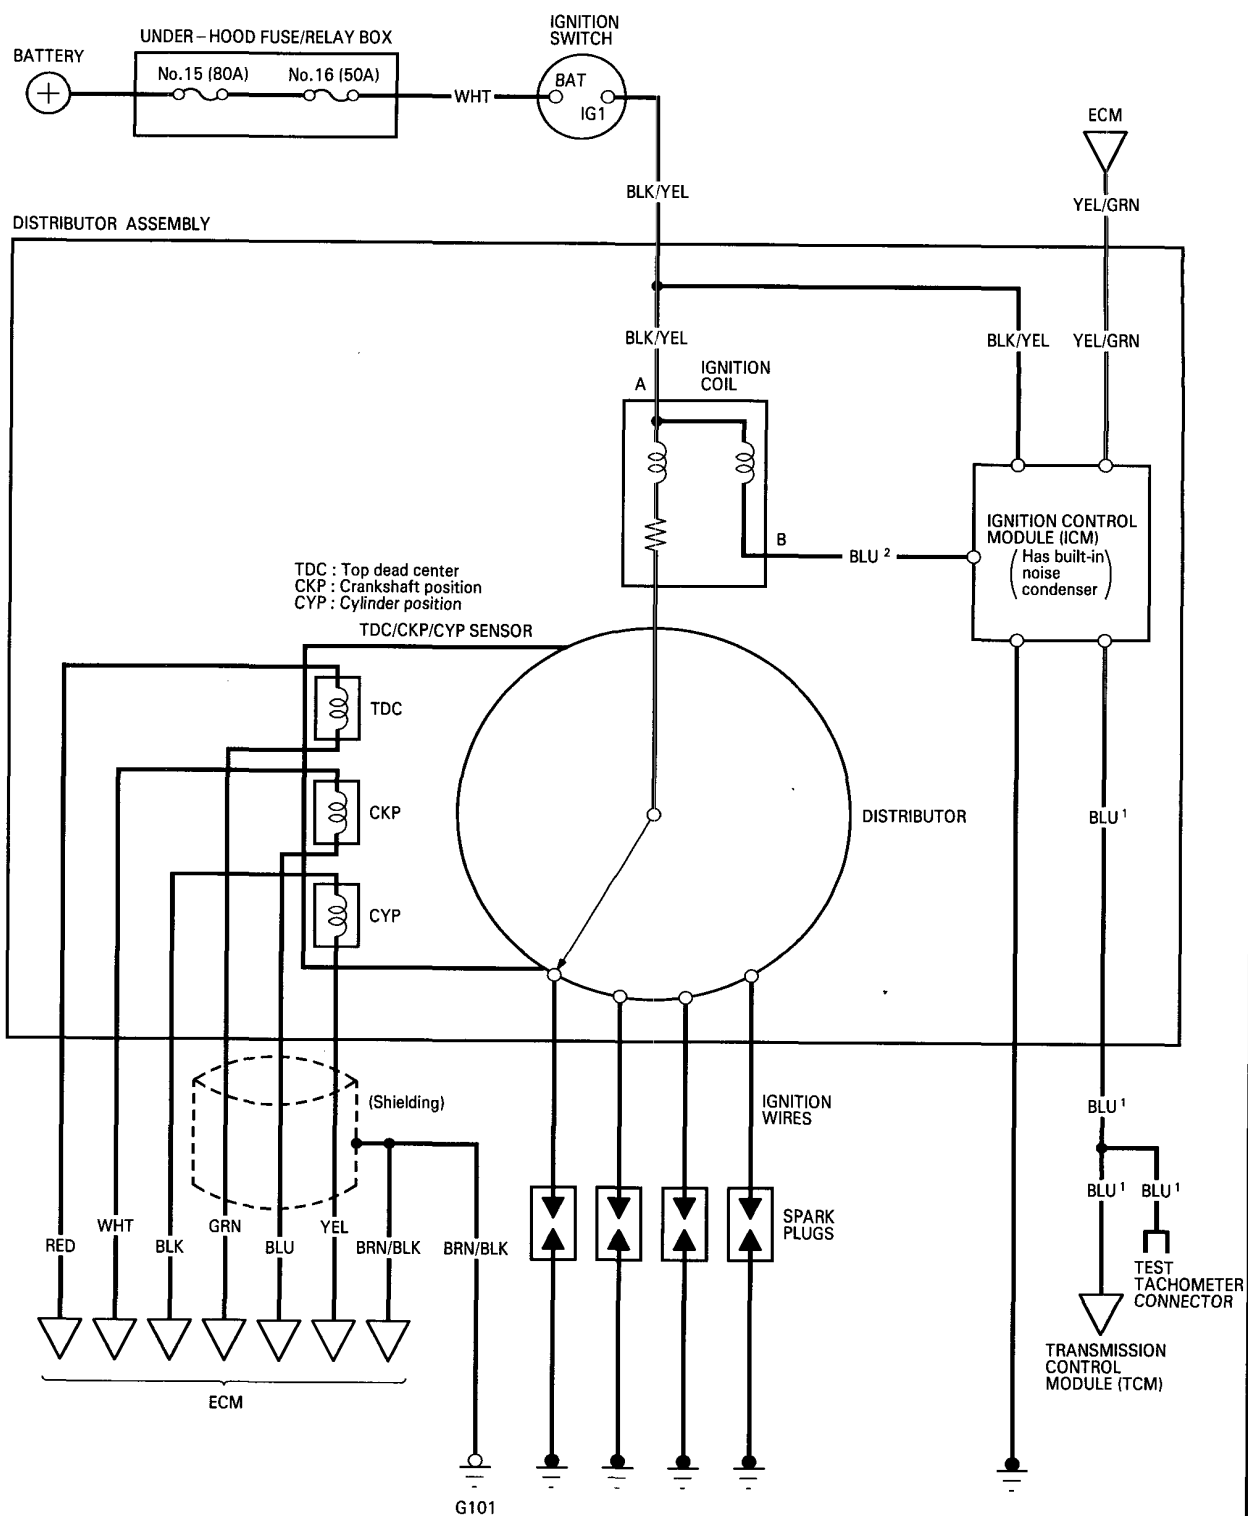 IGNITION
SWITCH
UNDER–HOOD FUSE/RELAY BOX
BATTERY
No.15 (80A)
No.16 (50A)
BAT
WHT
IG1
ECM
BLK/YEL
YEL/GRN
DISTRIBUTOR ASSEMBLY
BLK/YEL
BLK/YEL
YEL/GRN
IGNITION
COIL
A
IGNITION CONTROL
MODULE (ICM)
(Has built-in
noise
condenser)
B
BLU 2
TDC : Top dead center
CKP : Crankshaft position
CYP : Cylinder position
TDC/CKP/CYP SENSOR
TDC
CKP
DISTRIBUTOR
BLU 1
CYP
(Shielding)
IGNITION
WIRES
BLU 1
BLU 1
BLU 1
SPARK
PLUGS
RED
WHT
BLK
GRN
BLU
YEL
BRN/BLK
BRN/BLK
TEST
TACHOMETER
CONNECTOR
TRANSMISSION
CONTROL
MODULE (TCM)
ECM
G101